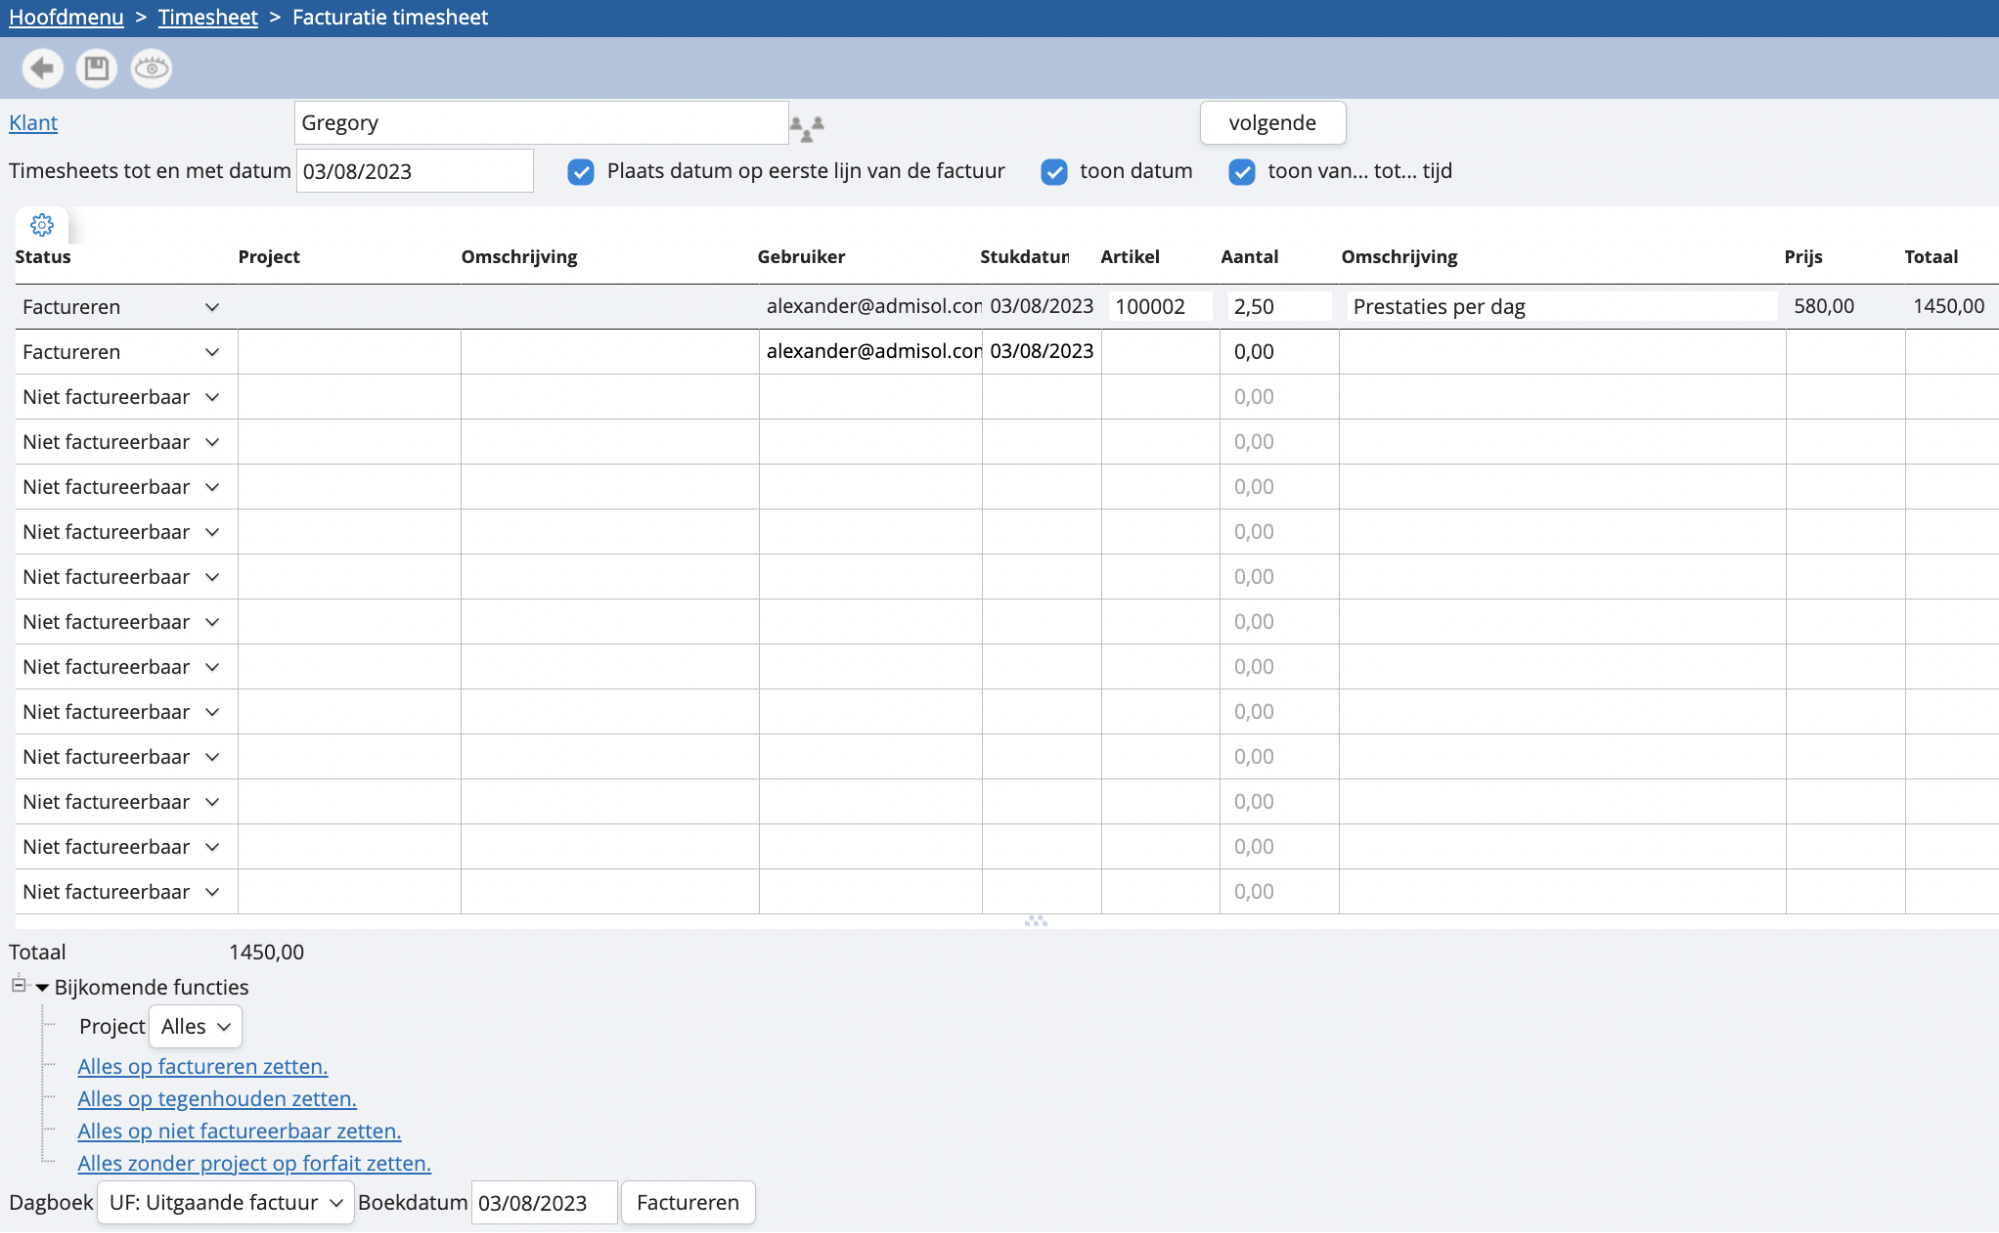 Hoofdmenu > Timesheet > Facturatie timesheet
Klant Gregory volgende
Timesheets tot en met datum 03/08/2023 Plaats datum op eerste lijn van de factuur toon datum toon van... tot... tijd
Status Project Omschrijving Gebruiker Stukdatur Artikel Aantal Omschrijving Prijs Totaal
Factureren alexander@admisol.con 03/08/2023 100002 2,50 Prestaties per dag 580,00 1450,00
Factureren alexander@admisol.con 03/08/2023 0,00
Niet factureerbaar 0,00
Niet factureerbaar 0,00
Niet factureerbaar 0,00
Niet factureerbaar 0,00
Niet factureerbaar 0,00
Niet factureerbaar 0,00
Niet factureerbaar 0,00
Niet factureerbaar 0,00
Niet factureerbaar 0,00
Niet factureerbaar 0,00
Niet factureerbaar 0,00
Niet factureerbaar 0,00
Totaal 1450,00
Bijkomende functies
Project Alles
Alles op factureren zetten.
Alles op tegenhouden zetten.
Alles op niet factureerbaar zetten.
Alles zonder project op forfait zetten.
Dagboek UF: Uitgaande factuur Boekdatum 03/08/2023 Factureren